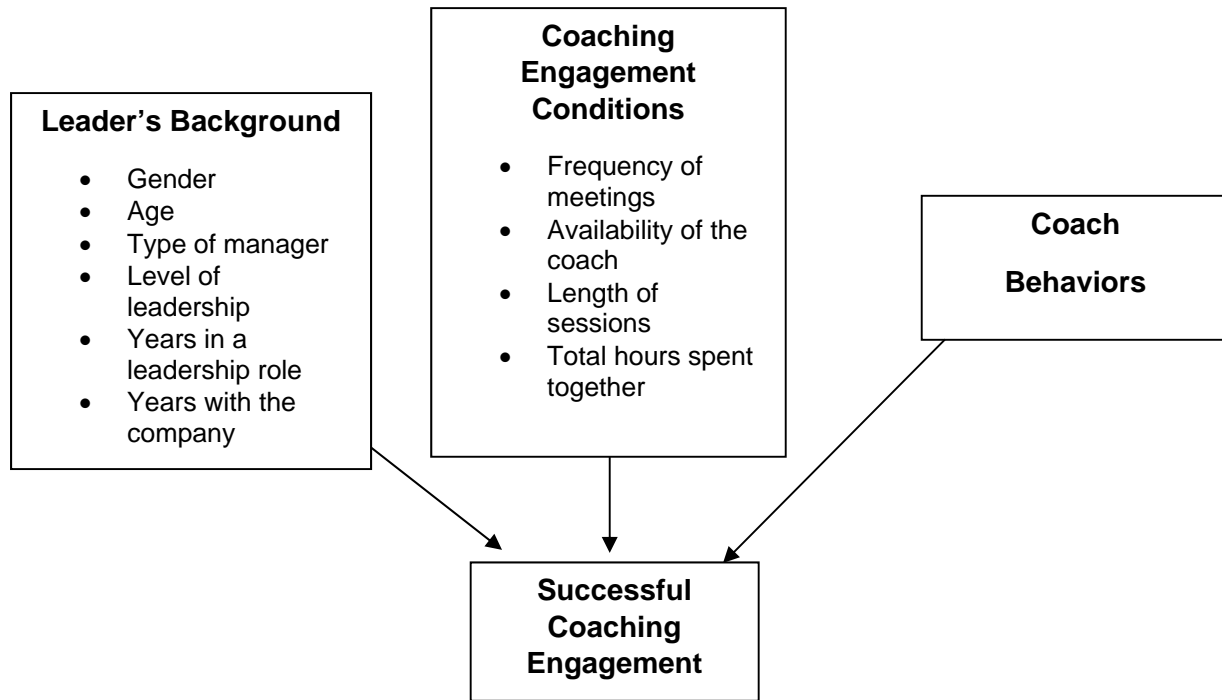 Leader’s Background
• Gender
• Age
• Type of manager
• Level of
leadership
• Years in a
leadership role
• Years with the
company
Coaching
Engagement
Conditions
• Frequency of
meetings
• Availability of the
coach
• Length of
sessions
• Total hours spent
together
Coach
Behaviors
Successful
Coaching
Engagement